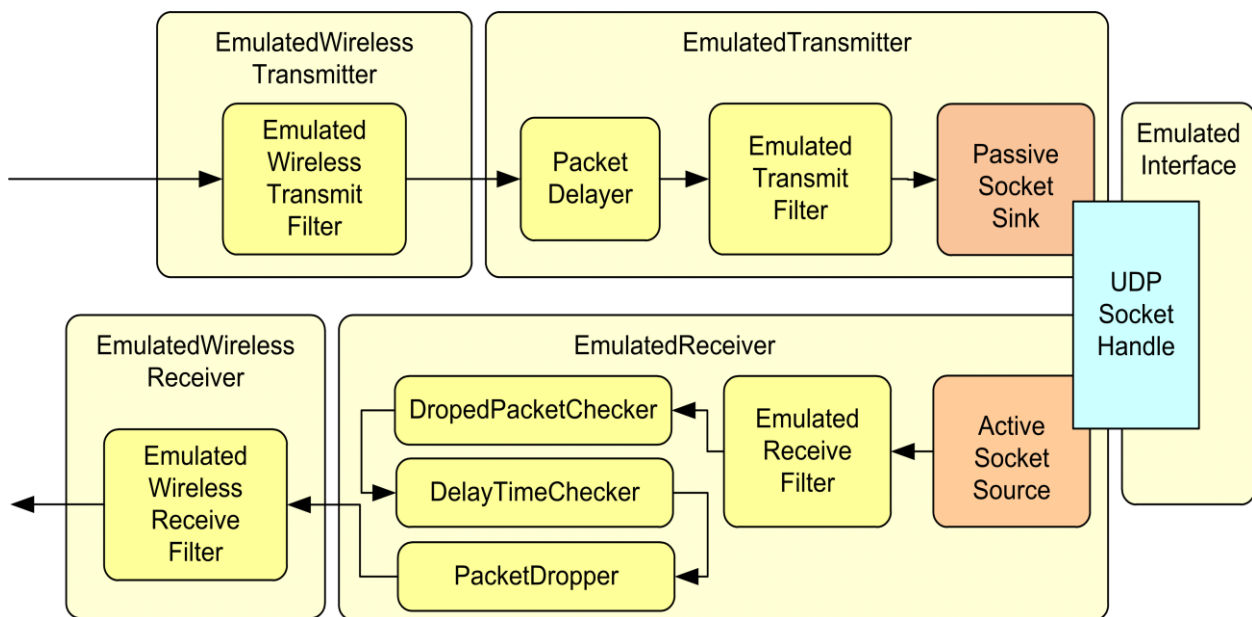 EmulatedWireless
Transmitter
Emulated
Wireless
Transmit
Filter
EmulatedTransmitter
Packet
Delayer
Emulated
Transmit
Filter
Passive
Socket
Sink
Emulated
Interface
UDP
Socket
Handle
EmulatedWireless
Receiver
Emulated
Wireless
Receive
Filter
EmulatedReceiver
DropedPacketChecker
DelayTimeChecker
PacketDropper
Emulated
Receive
Filter
Active
Socket
Source